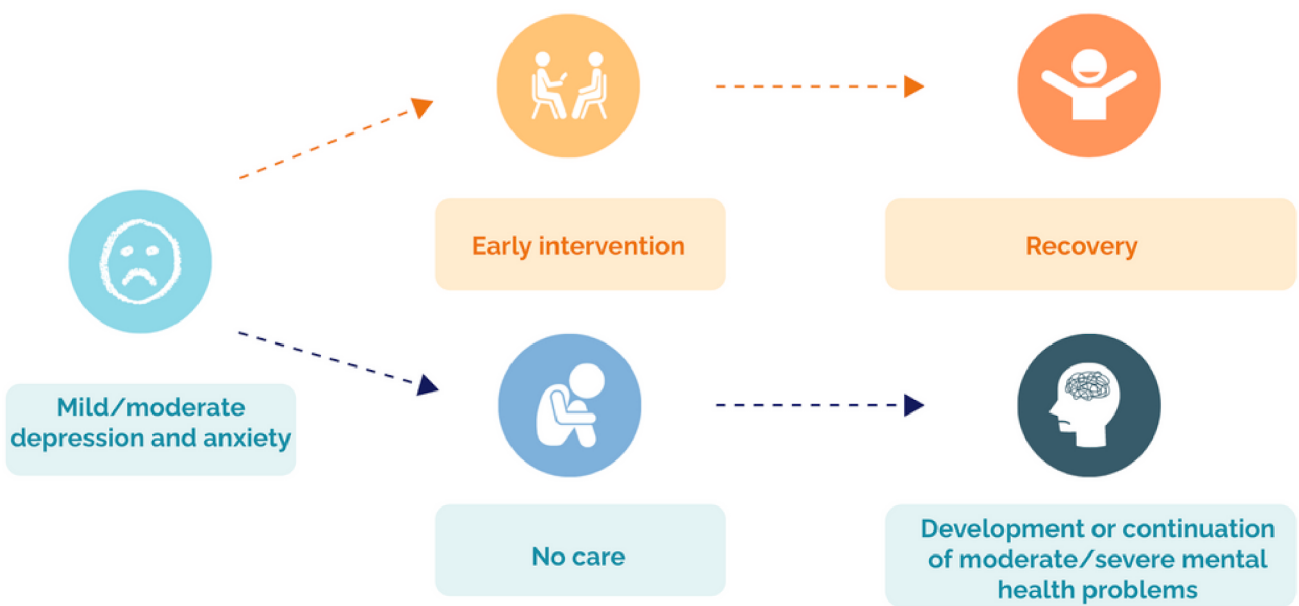 Early intervention
Recovery
Mild/moderate
depression and anxiety
No care
Development or continuation
of moderate/severe mental
health problems